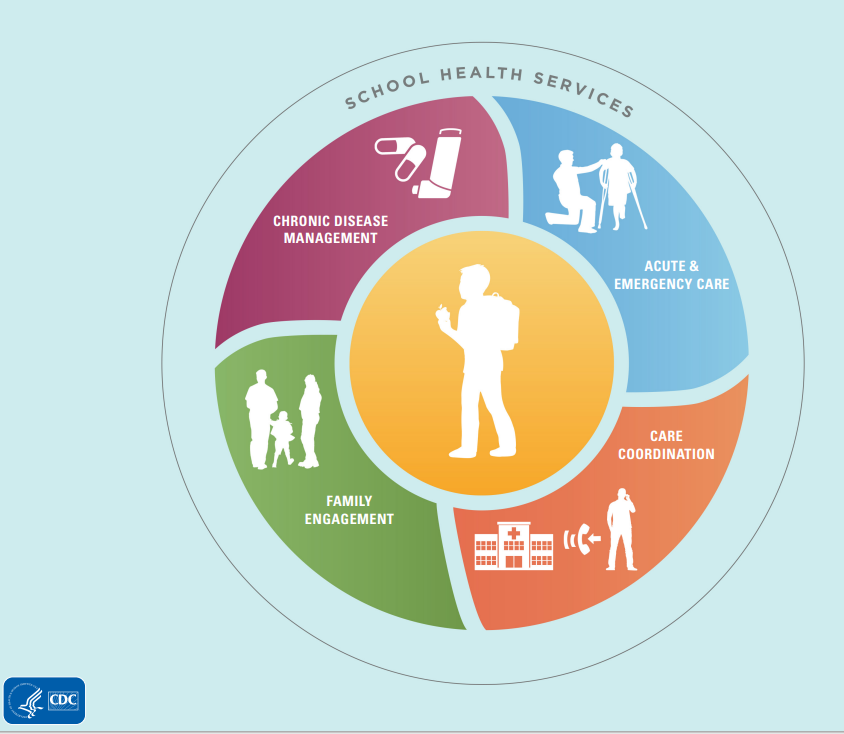 SCHOOL HEALTH SERVICES
CHRONIC DISEASE
MANAGEMENT
ACUTE &
EMERGENCY CARE
CARE
COORDINATION
FAMILY
ENGAGEMENT
CDC